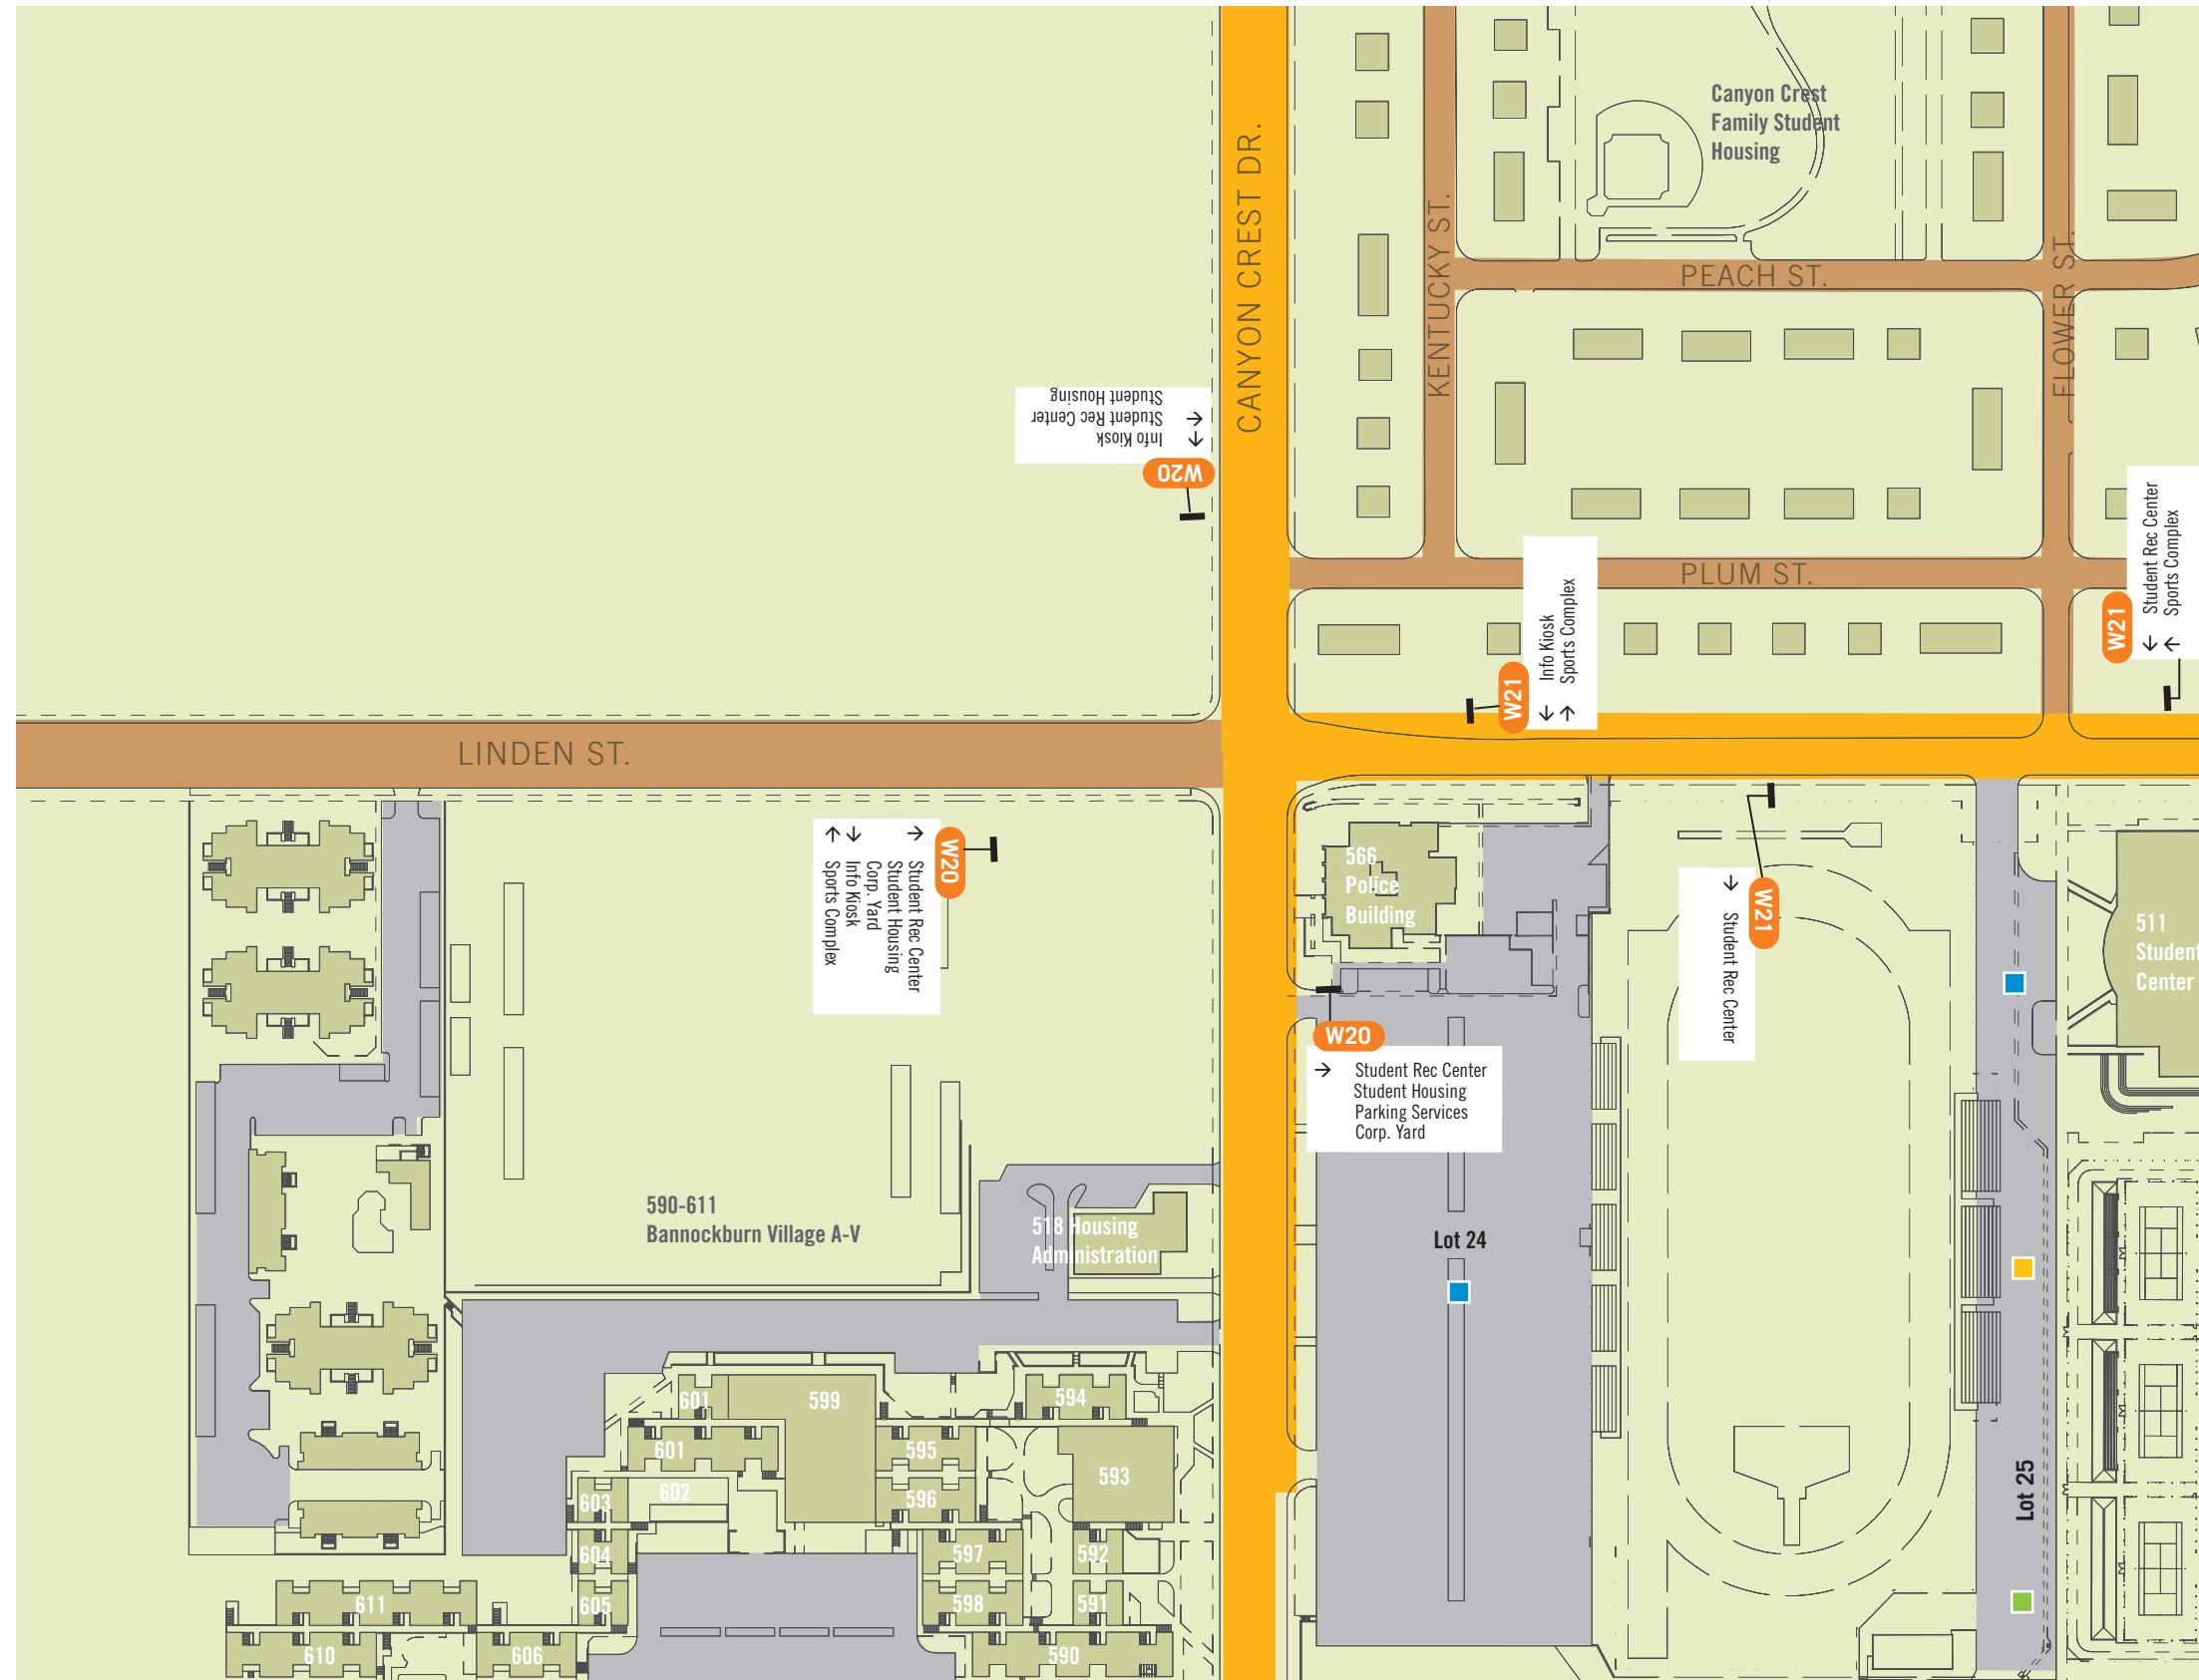 Canyon Crest
Family Student
Housing
CANYON CREST DR.
KENTUCKY ST.
PEACH ST.
FLOWER ST.
Info Kiosk
Student Rec Center
Student Housing
W20
PLUM ST.
W21
Info Kiosk
Sports Complex
W21
Student Rec Center
Sports Complex
LINDEN ST.
W20
Student Rec Center
Student Housing
Corp. Yard
Info Kiosk
Sports Complex
566
Police
Building
W21
Student Rec Center
511
Student
Center
W20
Student Rec Center
Student Housing
Parking Services
Corp. Yard
590-611
Bannockburn Village A-V
518 Housing
Administration
Lot 24
601
599
594
601
595
593
602
603
596
604
597
592
605
598
591
611
610
606
590
Lot 25